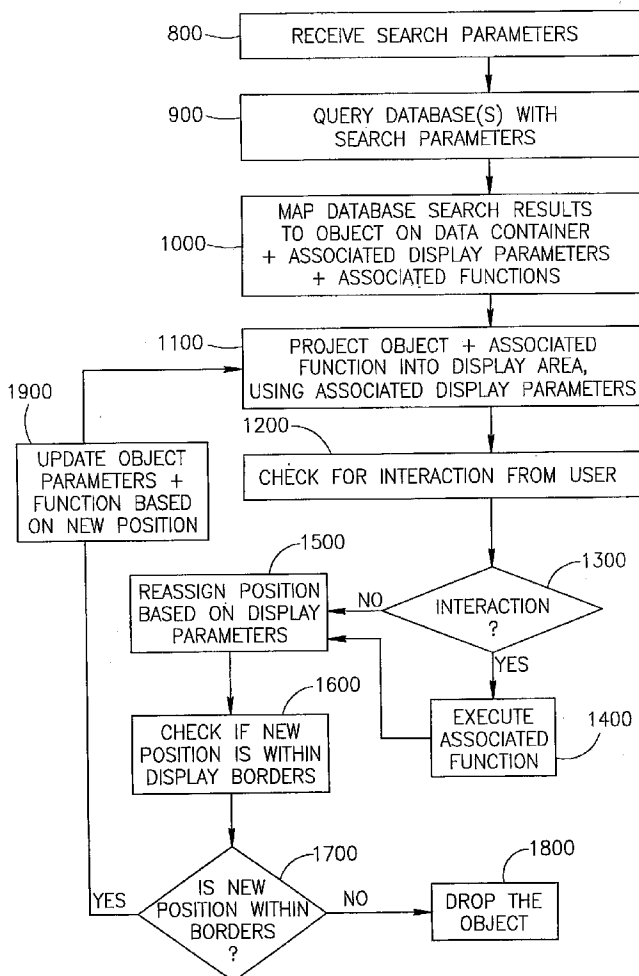 800
RECEIVE SEARCH PARAMETERS
900
QUERY DATABASE(S) WITH
SEARCH PARAMETERS
1000
MAP DATABASE SEARCH RESULTS
TO OBJECT ON DATA CONTAINER
+ ASSOCIATED DISPLAY PARAMETERS
+ ASSOCIATED FUNCTIONS
1100
PROJECT OBJECT + ASSOCIATED
FUNCTION INTO DISPLAY AREA,
USING ASSOCIATED DISPLAY PARAMETERS
1900
UPDATE OBJECT
PARAMETERS +
FUNCTION BASED
ON NEW POSITION
1200
CHECK FOR INTERACTION FROM USER
1300
INTERACTION
?
NO
YES
1500
REASSIGN POSITION
BASED ON DISPLAY
PARAMETERS
EXECUTE
ASSOCIATED
FUNCTION
1400
1600
CHECK IF NEW
POSITION IS WITHIN
DISPLAY BORDERS
1700
IS NEW
POSITION WITHIN
BORDERS
?
YES
NO
1800
DROP THE
OBJECT